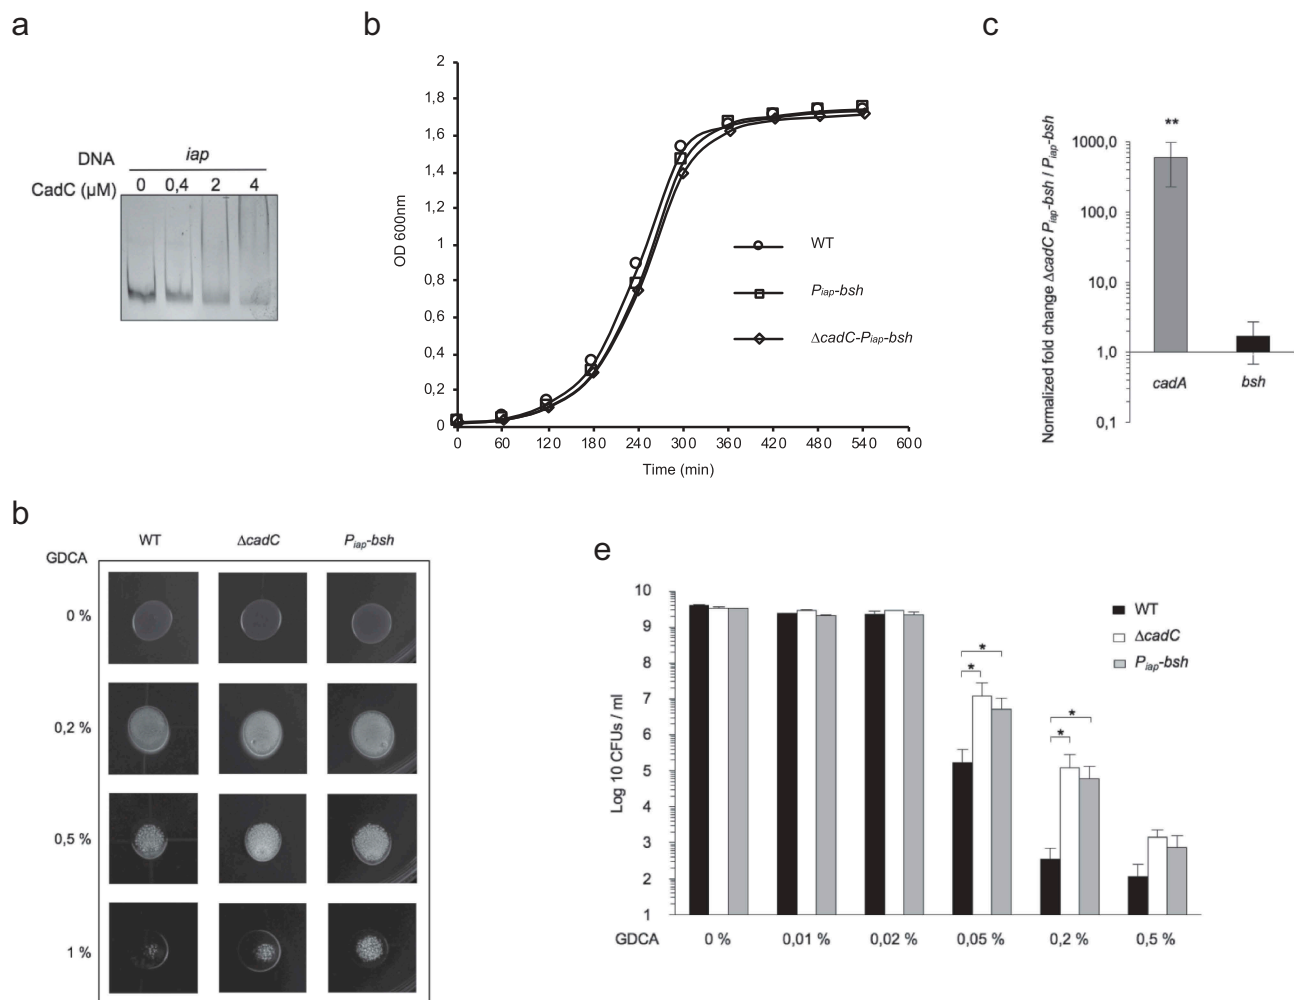 a
DNA iap
CadC (µM) 0 0,4 2 4
b
2
1,8
1,6
1,4
1,2
1
0,8
0,6
0,4
0,2
0
OD 600nm
0 60 120 180 240 300 360 420 480 540 600
Time (min)
WT
Piap-bsh
ΔcadC-Piap-bsh
c
Normalized fold change ΔcadC Piap-bsh / Piap-bsh
**
1000,0
100,0
10,0
1,0
0,1
cadA bsh
b
WT ΔcadC Piap-bsh
GDCA
0 %
0,2 %
0,5 %
1 %
e
10
9
8
7
6
5
4
3
2
1
Log 10 CFUs / ml
* *
* *
WT
ΔcadC
Piap-bsh
GDCA 0 % 0,01 % 0,02 % 0,05 % 0,2 % 0,5 %